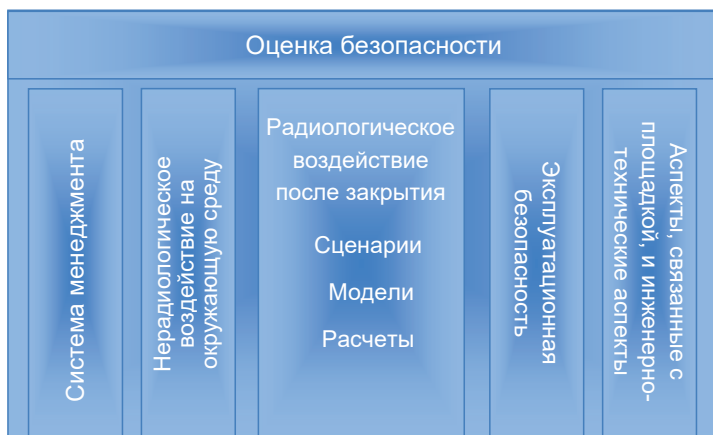 Оценка безопасности
Система менеджмента
Нерадиологическое
воздействие на
окружающую среду
Радиологическое
воздействие
после закрытия
Сценарии
Модели
Расчеты
Эксплуатационная
безопасность
Аспекты, связанные с
площадкой, и инженерно-
технические аспекты